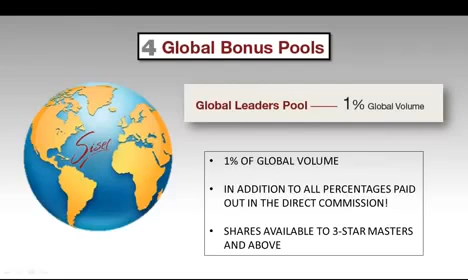 4 Global Bonus Pools
Global Leaders Pool 1% Global Volume
Sisel
• 1% OF GLOBAL VOLUME
• IN ADDITION TO ALL PERCENTAGES PAID
OUT IN THE DIRECT COMMISSION!
• SHARES AVAILABLE TO 3-STAR MASTERS
AND ABOVE